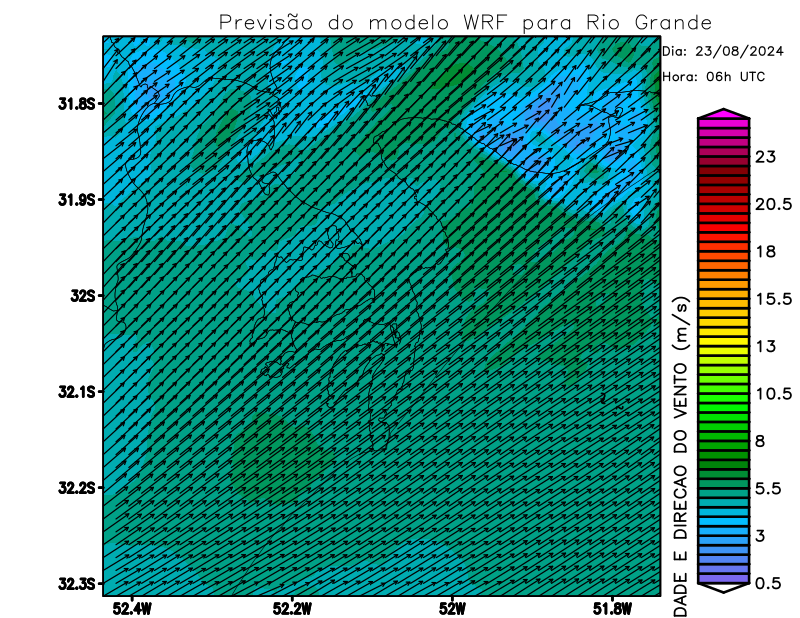 Previsão do modelo WRF para Rio Grande
Dia: 23/08/2024
Hora: 06h UTC
31.8S
31.9S
32S
32.1S
32.2S
32.3S
52.4W
52.2W
52W
51.8W
DADE E DIRECAO DO VENTO (m/s)
23
20.5
18
15.5
13
10.5
8
5.5
3
0.5